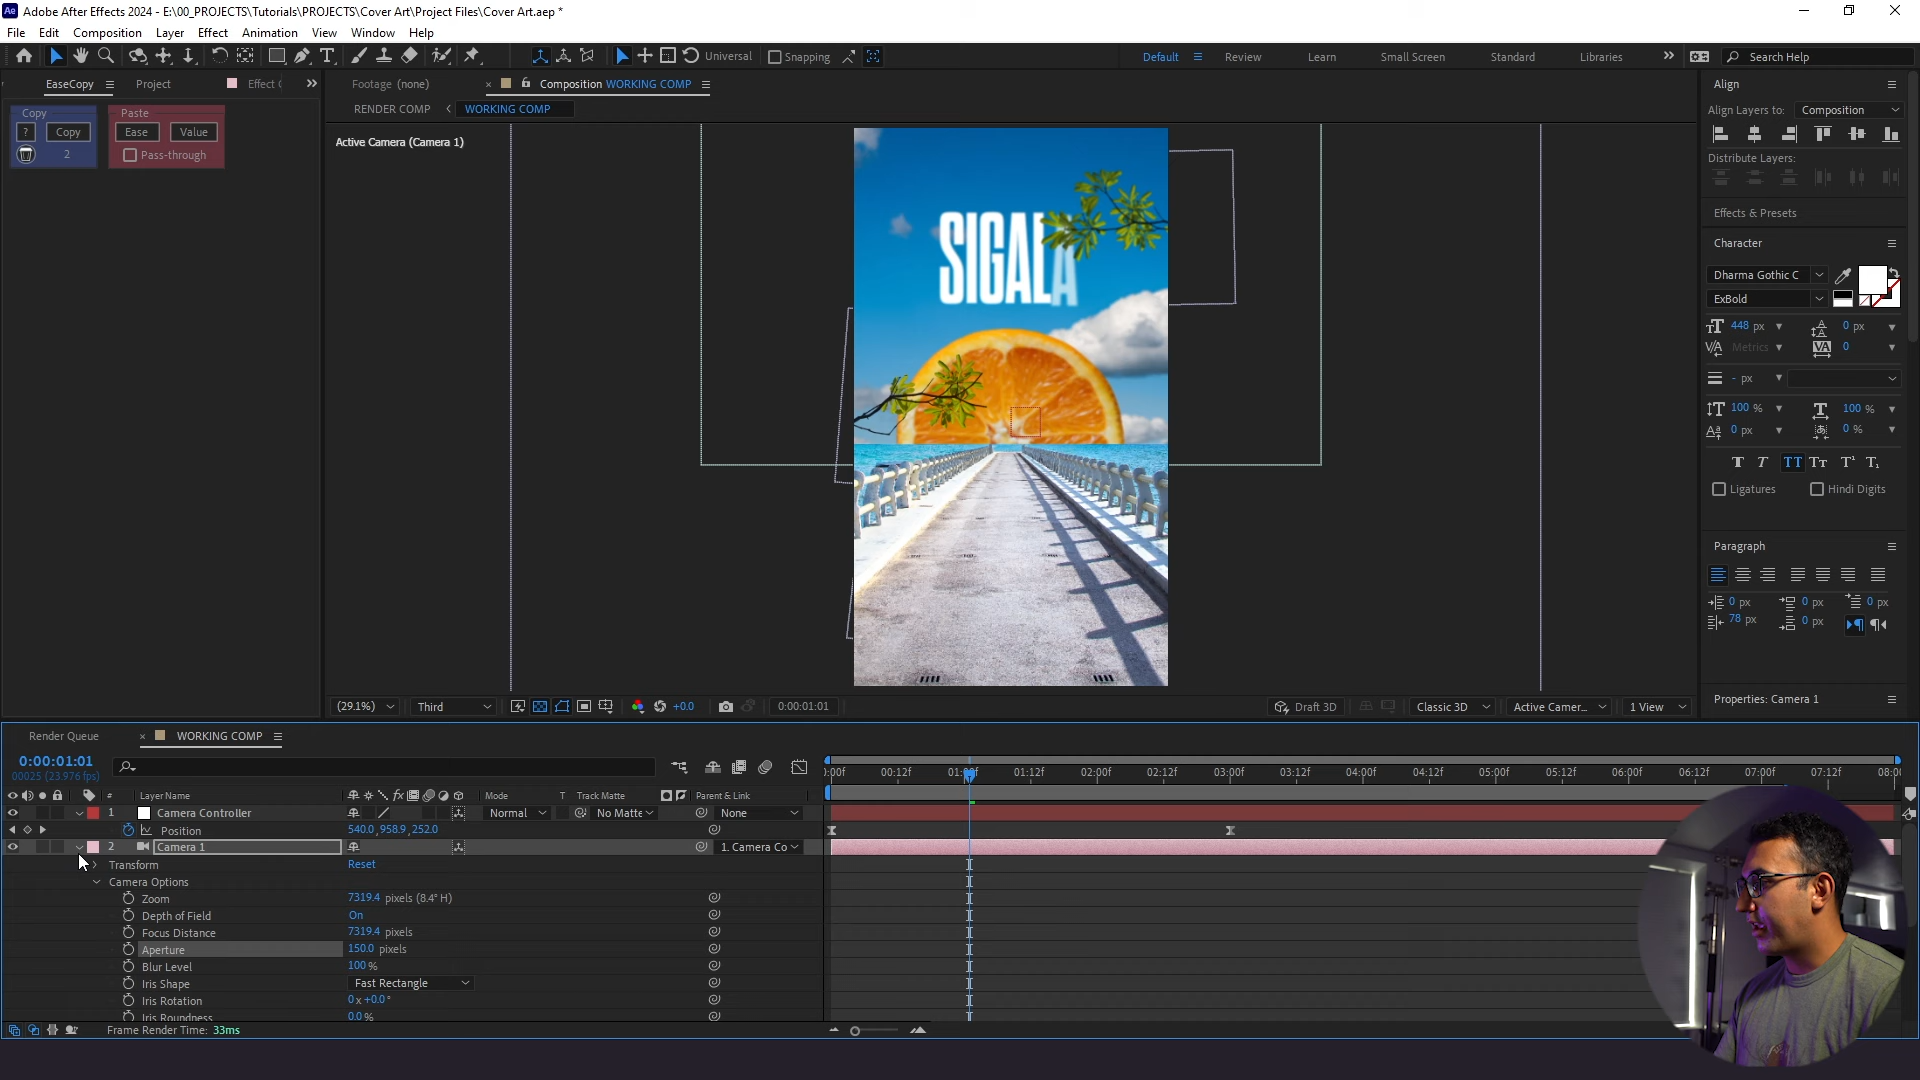 Adobe After Effects 2024 - E:\00_PROJECTS\Tutorials\PROJECTS\Cover Art\Project Files\Cover Art.aep *
File Edit Composition Layer Effect Animation View Window Help
Universal Snapping Default Review Learn Small Screen Standard Libraries Search Help
EaseCopy Project Effect Footage (none) Composition WORKING COMP Align
RENDER COMP WORKING COMP Align Layers to: Composition
Copy Paste
? Copy Ease Value
2 Pass-through
Active Camera (Camera 1)
SIGALA
Distribute Layers:
Effects & Presets
Character
Dharma Gothic C
ExBold
448 px 0 px
Metrics 0
- px
100 % 100 %
0 px 0 %
Ligatures Hindi Digits
Paragraph
0 px 0 px 0 px
78 px 0 px
Properties: Camera 1
(29.1%) Third +0.0 0:00:01:01 Draft 3D Classic 3D Active Camer... 1 View
Render Queue WORKING COMP
0:00:01:01
00025 (23.976 fps)
:00f 00:12f 01:00f 01:12f 02:00f 02:12f 03:00f 03:12f 04:00f 04:12f 05:00f 05:12f 06:00f 06:12f 07:00f 07:12f 08:0
# Layer Name Mode T Track Matte Parent & Link
1 Camera Controller Normal No Matte None
Position 540.0, 958.9, 252.0
2 Camera 1 1. Camera Co
Transform Reset
Camera Options
Zoom 7319.4 pixels (8.4° H)
Depth of Field On
Focus Distance 7319.4 pixels
Aperture 150.0 pixels
Blur Level 100 %
Iris Shape Fast Rectangle
Iris Rotation 0 x +0.0 °
Iris Roundness 0.0 %
Frame Render Time: 33ms